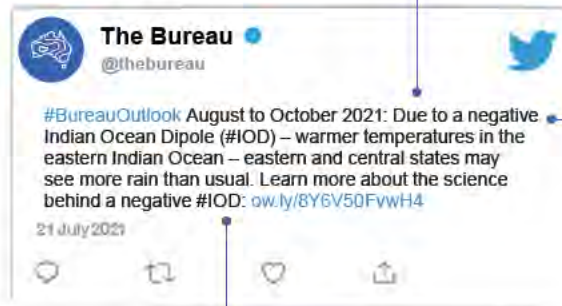 The Bureau
@thebureau
#BureauOutlook August to October 2021: Due to a negative
Indian Ocean Dipole (#IOD) – warmer temperatures in the
eastern Indian Ocean – eastern and central states may
see more rain than usual. Learn more about the science
behind a negative #IOD: ow.ly/8Y6V50FvwH4
21 July 2021